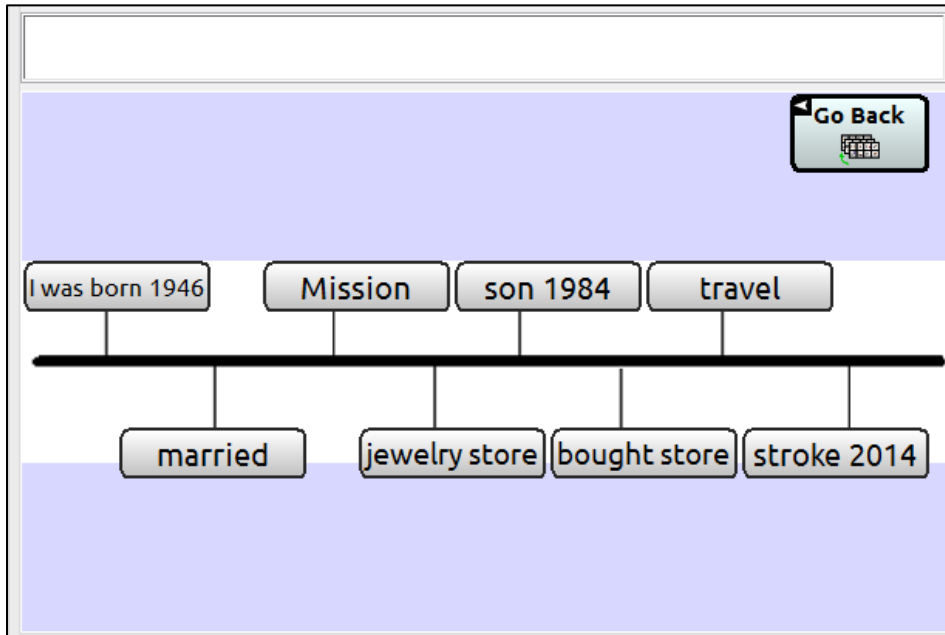 Go Back
I was born 1946
Mission
son 1984
travel
married
jewelry store
bought store
stroke 2014